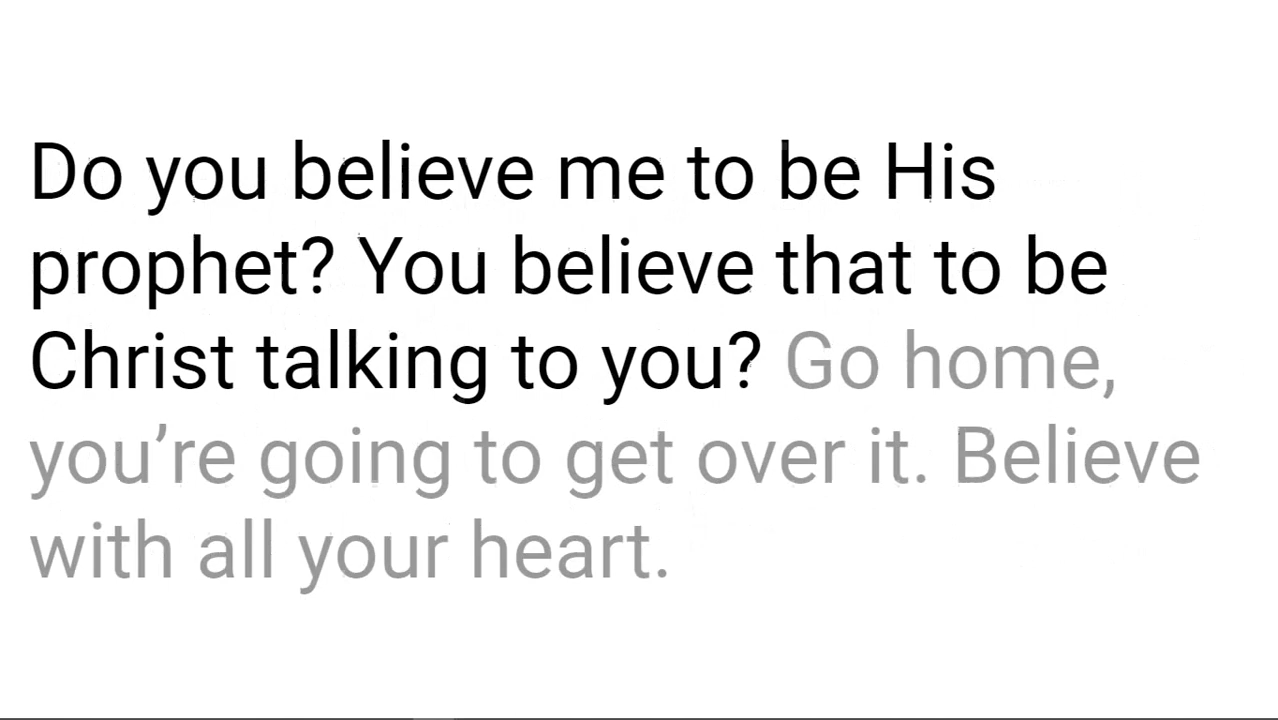 Do you believe me to be His
prophet? You believe that to be
Christ talking to you? Go home,
you’re going to get over it. Believe
with all your heart.